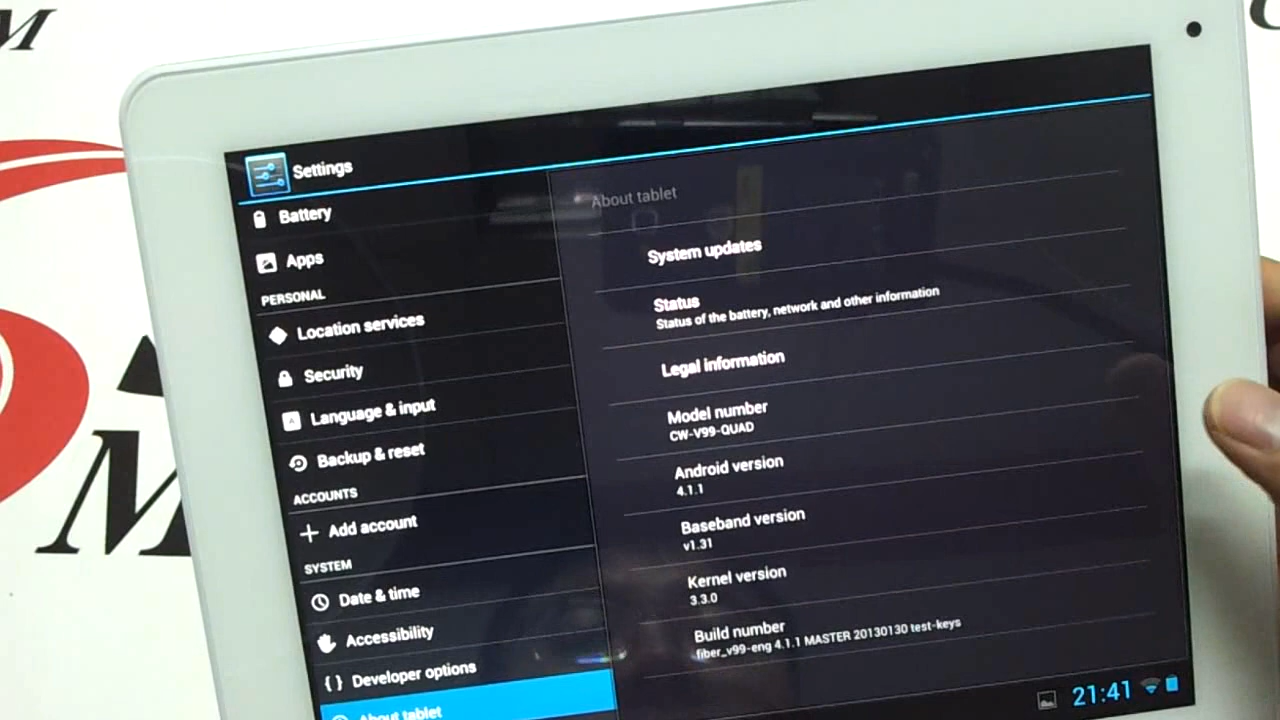 M
Settings
Battery
Apps
PERSONAL
Location services
Security
Language & input
Backup & reset
ACCOUNTS
Add account
SYSTEM
Date & time
Accessibility
{ } Developer options
About tablet
About tablet
System updates
Status
Status of the battery, network and other information
Legal information
Model number
CW-V99-QUAD
Android version
4.1.1
Baseband version
v1.31
Kernel version
3.3.0
Build number
fiber_v99-eng 4.1.1 MASTER 20130130 test-keys
21:41
M